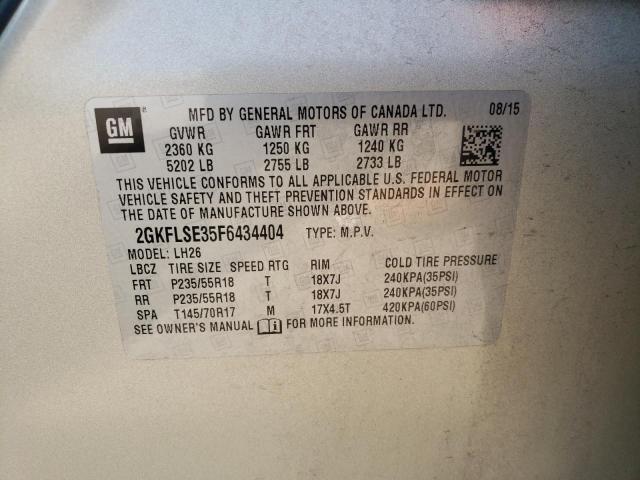 GM ®
MFD BY GENERAL MOTORS OF CANADA LTD. 08/15
GVWR GAWR FRT GAWR RR
2360 KG 1250 KG 1240 KG
5202 LB 2755 LB 2733 LB
THIS VEHICLE CONFORMS TO ALL APPLICABLE U.S. FEDERAL MOTOR
VEHICLE SAFETY AND THEFT PREVENTION STANDARDS IN EFFECT ON
THE DATE OF MANUFACTURE SHOWN ABOVE.
2GKFLSE35F6434404 TYPE: M.P.V.
MODEL: LH26
LBCZ TIRE SIZE SPEED RTG RIM COLD TIRE PRESSURE
FRT P235/55R18 T 18X7J 240KPA(35PSI)
RR P235/55R18 T 18X7J 240KPA(35PSI)
SPA T145/70R17 M 17X4.5T 420KPA(60PSI)
SEE OWNER'S MANUAL FOR MORE INFORMATION.